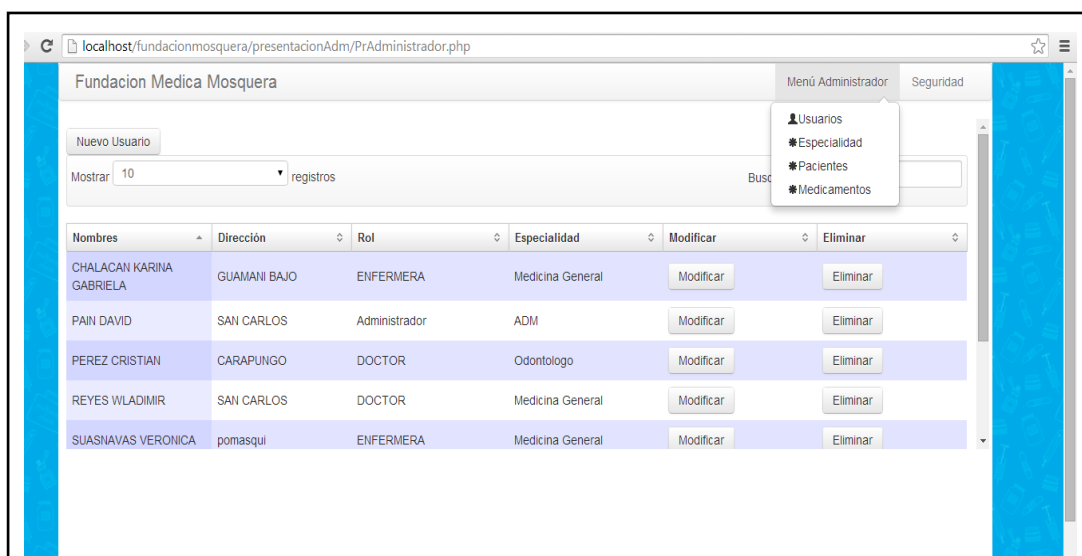 localhost/fundacionmosquera/presentacionAdm/PrAdministrador.php
Fundacion Medica Mosquera Menú Administrador Seguridad
Usuarios
Especialidad
Pacientes
Medicamentos
Nuevo Usuario
Mostrar 10 registros
Nombres Dirección Rol Especialidad Modificar Eliminar
CHALACAN KARINA
GABRIELA GUAMANI BAJO ENFERMERA Medicina General Modificar Eliminar
PAIN DAVID SAN CARLOS Administrador ADM Modificar Eliminar
PEREZ CRISTIAN CARAPUNGO DOCTOR Odontologo Modificar Eliminar
REYES WLADIMIR SAN CARLOS DOCTOR Medicina General Modificar Eliminar
SUASNAVAS VERONICA pomasqui ENFERMERA Medicina General Modificar Eliminar